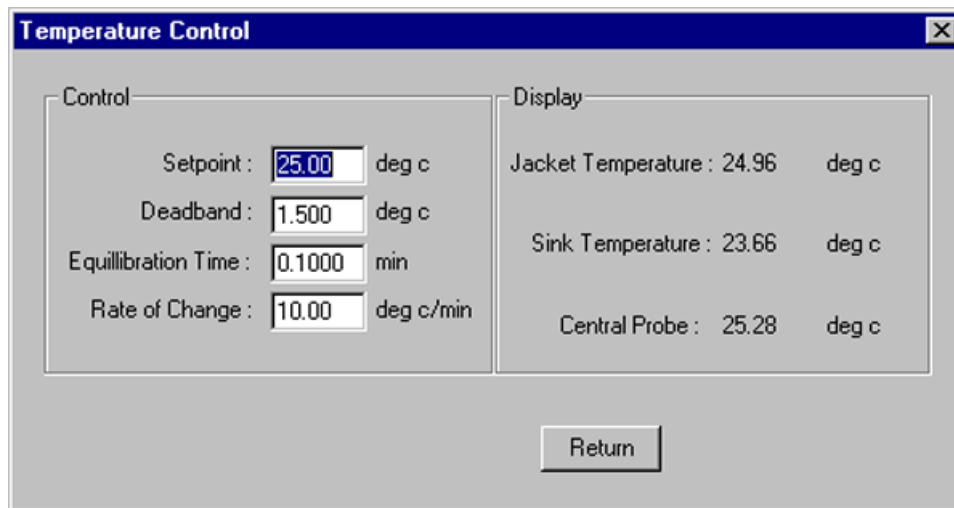 Temperature Control
Control
Setpoint : 25.00 deg c
Deadband : 1.500 deg c
Equillibration Time : 0.1000 min
Rate of Change : 10.00 deg c/min
Display
Jacket Temperature : 24.96 deg c
Sink Temperature : 23.66 deg c
Central Probe : 25.28 deg c
Return